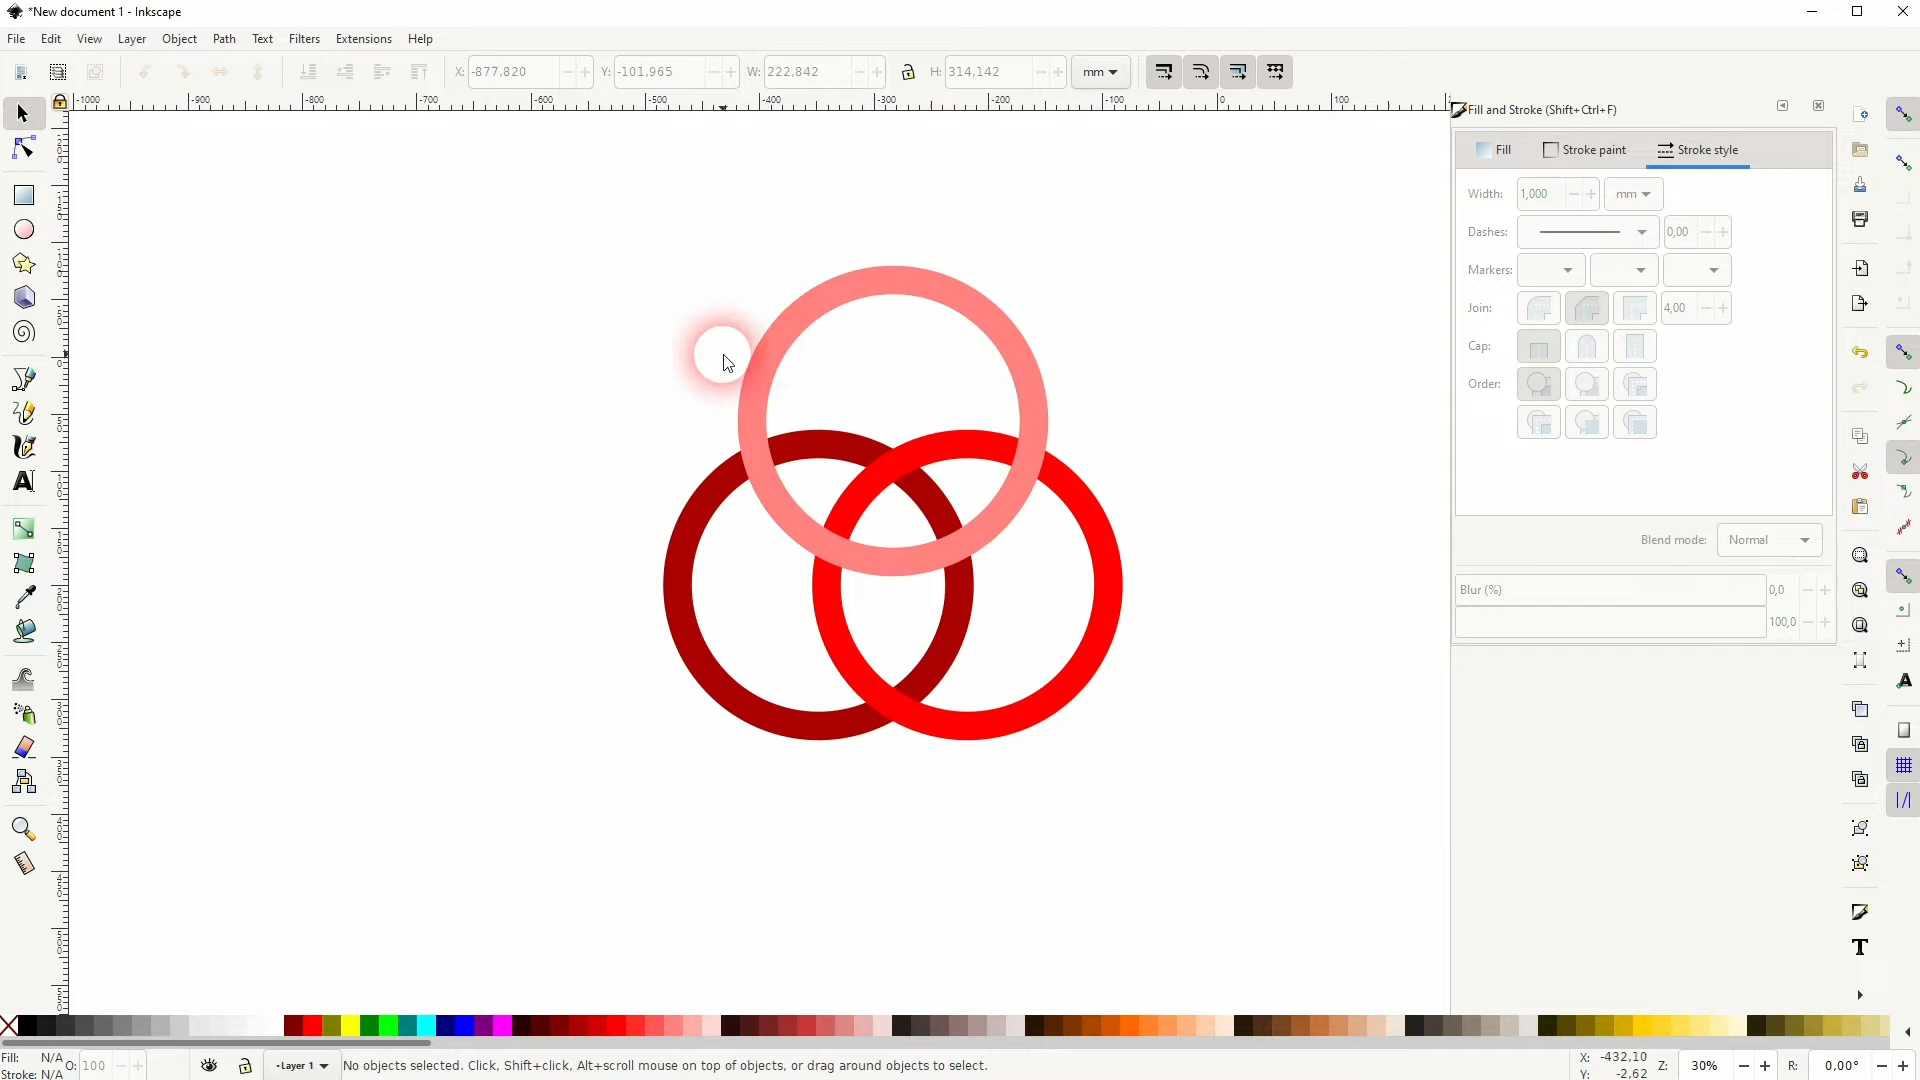 *New document 1 - Inkscape
File Edit View Layer Object Path Text Filters Extensions Help
X: -877,820 Y: -101,965 W: 222,842 H: 314,142 mm
-1000 -900 -800 -700 -600 -500 -400 -300 -200 -100 0 100
Fill and Stroke (Shift+Ctrl+F)
Fill Stroke paint Stroke style
Width: 1,000 mm
Dashes: 0,00
Markers:
Join: 4,00
Cap:
Order:
Blend mode: Normal
Blur (%) 0,0
100,0
Fill: N/A O: 100
Stroke: N/A
Layer 1
No objects selected. Click, Shift+click, Alt+scroll mouse on top of objects, or drag around objects to select.
X: -432,10
Y: -2,62
Z: 30% R: 0,00°